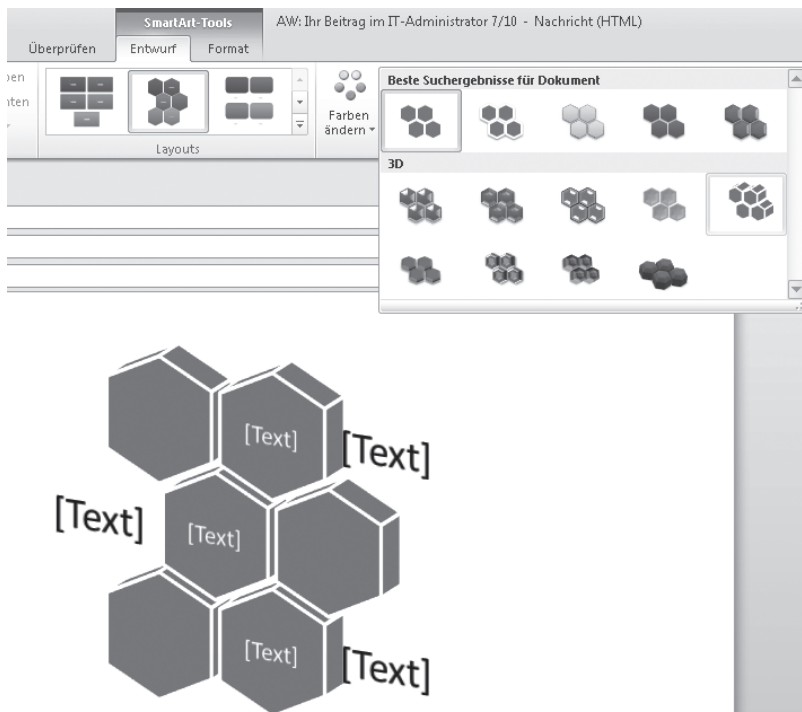 SmartArt-Tools
AW: Ihr Beitrag im IT-Administrator 7/10 - Nachricht (HTML)
Überprüfen Entwurf Format
Farben
ändern
Layouts
Beste Suchergebnisse für Dokument
3D
[Text]
[Text]
[Text]
[Text]
[Text]
[Text]